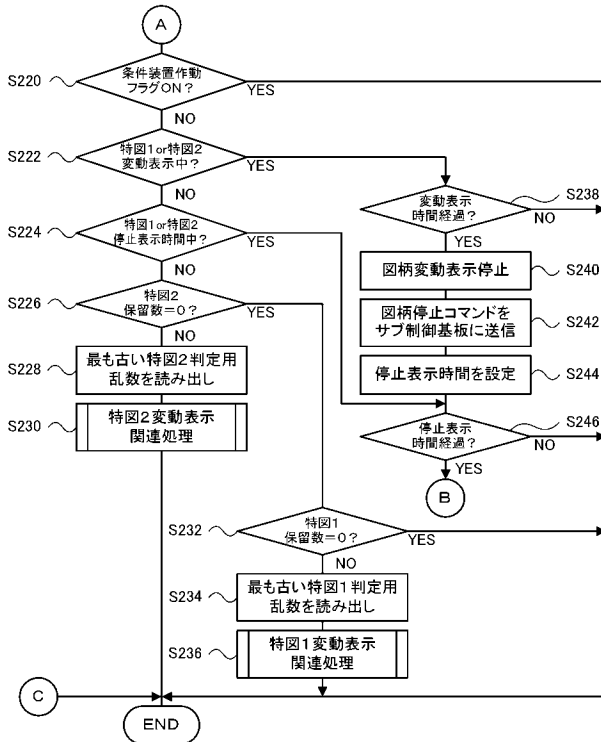 A
S220
条件装置作動
フラグON？
YES
NO
S222
特図1or特図2
変動表示中？
YES
NO
S238
変動表示
時間経過？
NO
YES
S224
特図1or特図2
停止表示時間中？
YES
NO
S240
図柄変動表示停止
S226
特図2
保留数＝0？
YES
NO
S242
図柄停止コマンドを
サブ制御基板に送信
S228
最も古い特図2判定用
乱数を読み出し
S244
停止表示時間を設定
S230
特図2変動表示
関連処理
S246
停止表示
時間経過？
NO
YES
B
S232
特図1
保留数＝0？
YES
NO
S234
最も古い特図1判定用
乱数を読み出し
S236
特図1変動表示
関連処理
C
END